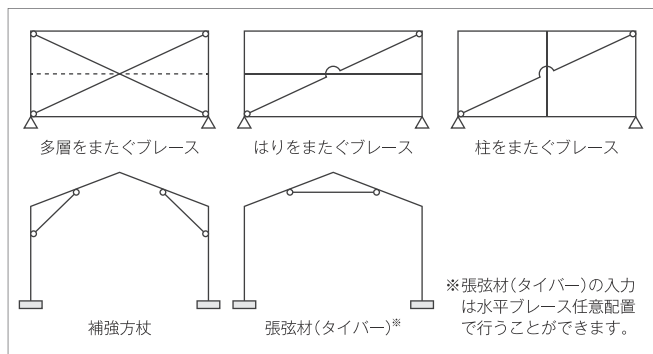 多層をまたぐブレース
はりをまたぐブレース
柱をまたぐブレース
補強方杖
張弦材(タイバー)※
※張弦材(タイバー)の入力
は水平ブレース任意配置
で行うことができます。